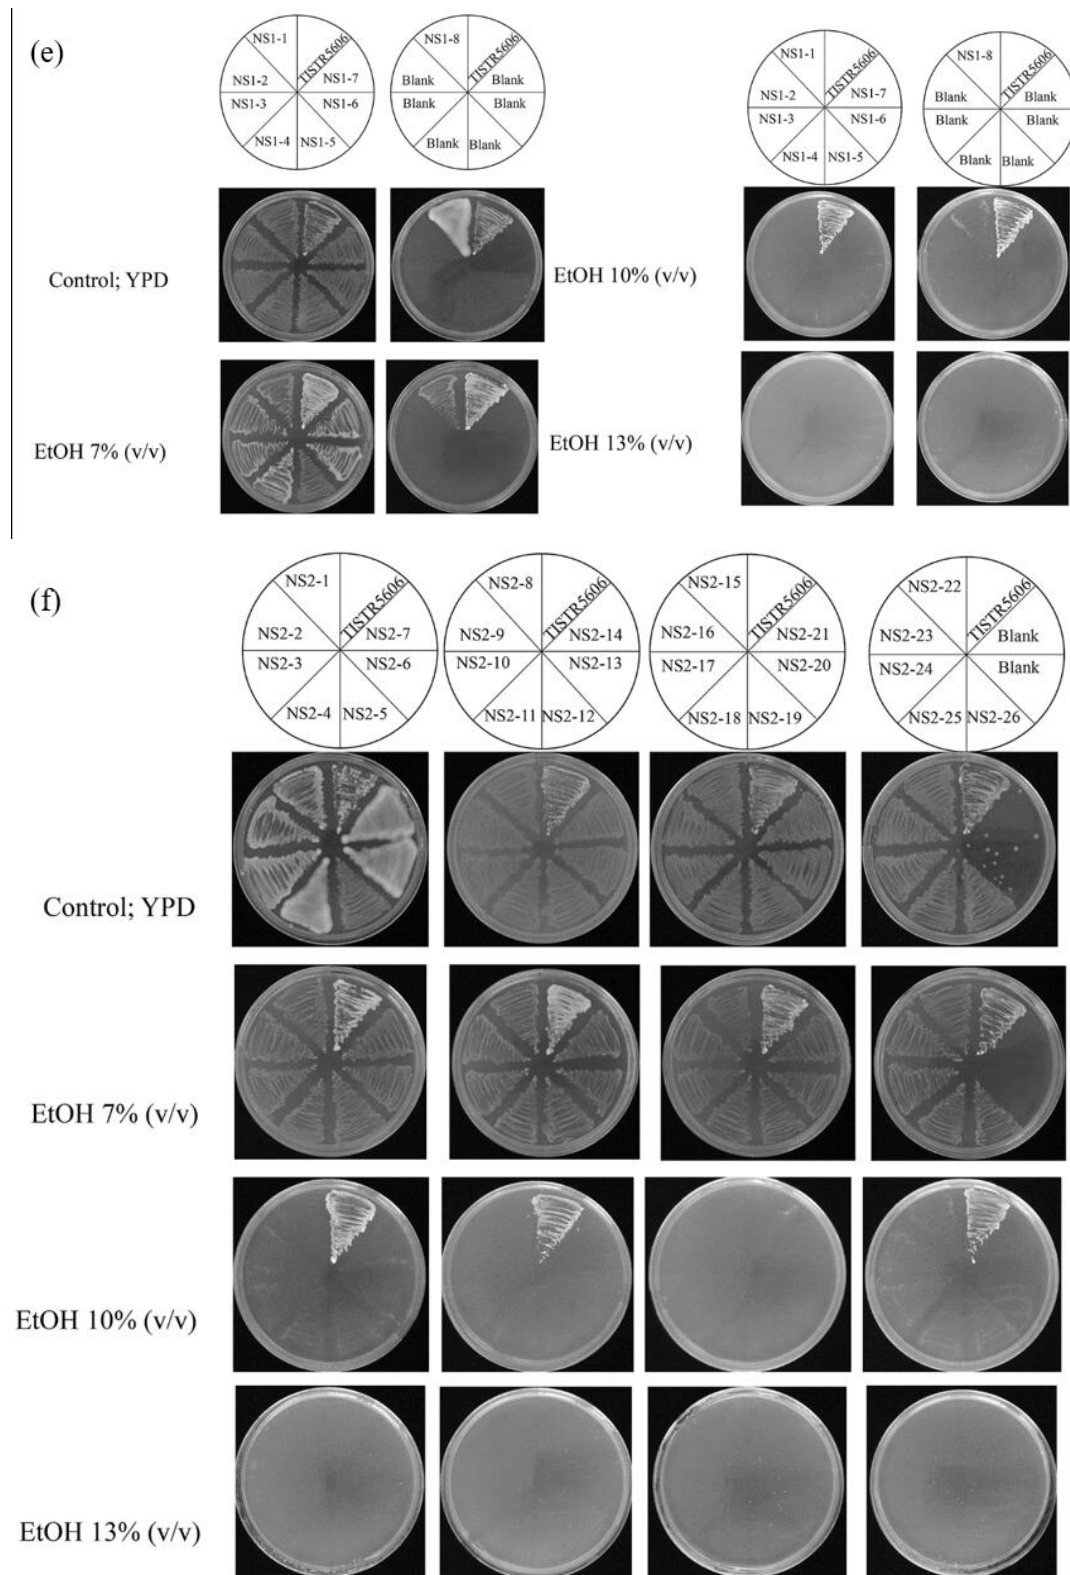 (e)
NS1-1
TISTR5606
NS1-2
NS1-7
NS1-3
NS1-6
NS1-4
NS1-5
NS1-8
TISTR5606
Blank
Blank
Blank
Blank
Blank
Blank
NS1-1
TISTR5606
NS1-2
NS1-7
NS1-3
NS1-6
NS1-4
NS1-5
NS1-8
TISTR5606
Blank
Blank
Blank
Blank
Blank
Blank
Control; YPD
EtOH 10% (v/v)
EtOH 7% (v/v)
EtOH 13% (v/v)
(f)
NS2-1
TISTR5606
NS2-2
NS2-7
NS2-3
NS2-6
NS2-4
NS2-5
NS2-8
TISTR5606
NS2-9
NS2-14
NS2-10
NS2-13
NS2-11
NS2-12
NS2-15
TISTR5606
NS2-16
NS2-21
NS2-17
NS2-20
NS2-18
NS2-19
NS2-22
TISTR5606
NS2-23
Blank
NS2-24
Blank
NS2-25
NS2-26
Control; YPD
EtOH 7% (v/v)
EtOH 10% (v/v)
EtOH 13% (v/v)